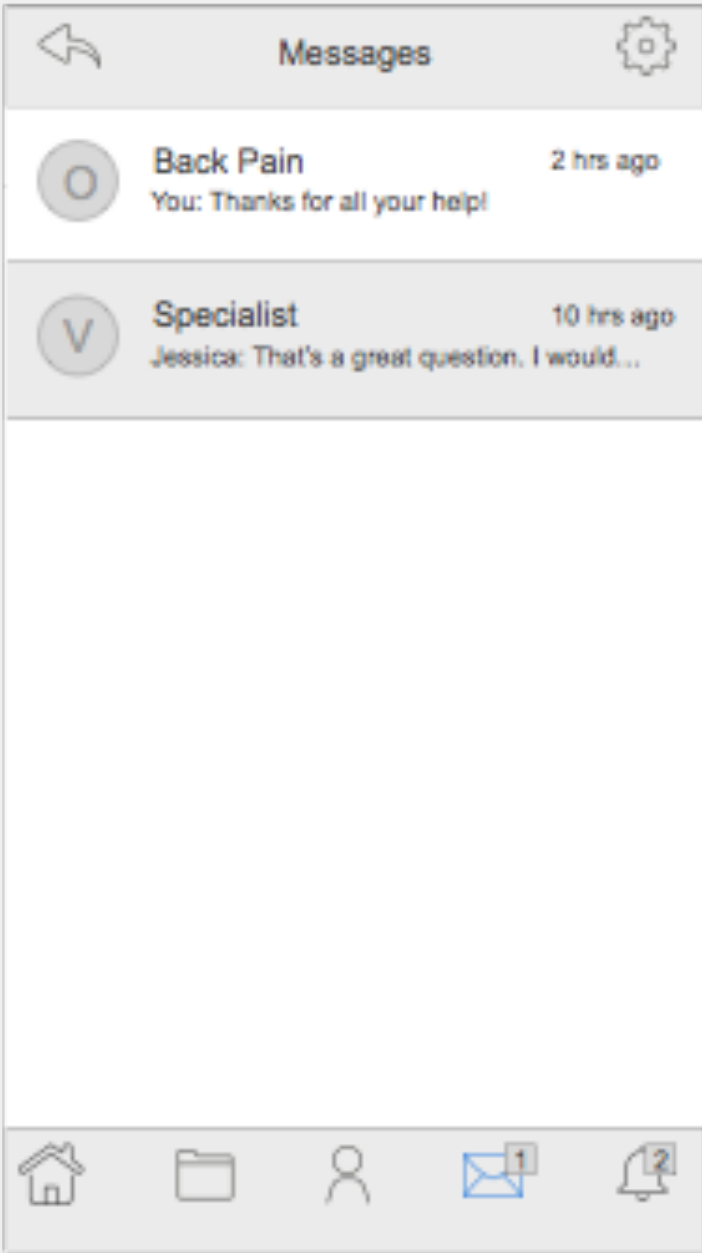 Messages
O
Back Pain
2 hrs ago
You: Thanks for all your help!
V
Specialist
10 hrs ago
Jessica: That's a great question. I would...
1
2